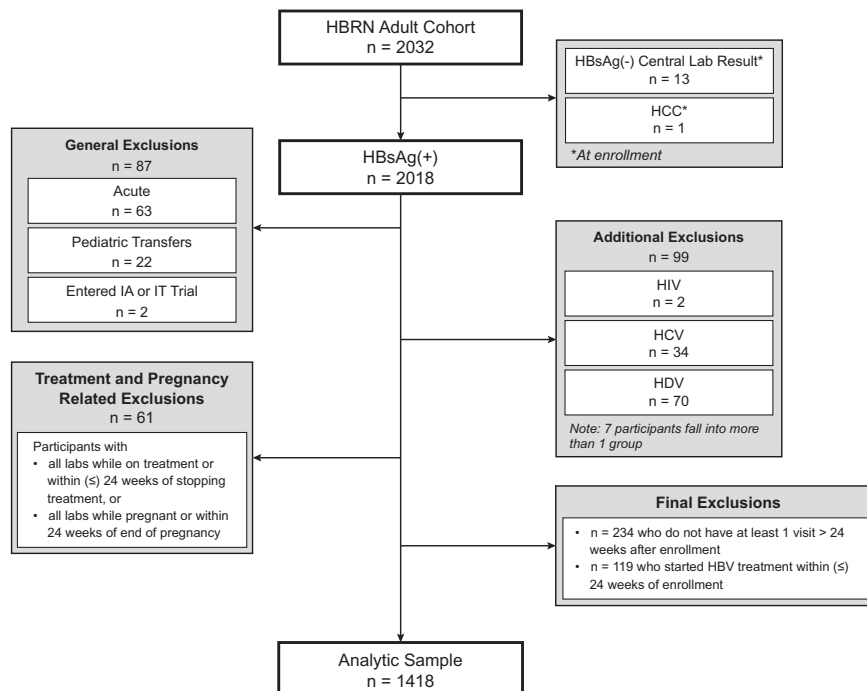 HBRN Adult Cohort
n = 2032
HBsAg(-) Central Lab Result*
n = 13
HCC*
n = 1
*At enrollment
General Exclusions
n = 87
Acute
n = 63
Pediatric Transfers
n = 22
Entered IA or IT Trial
n = 2
HBsAg(+)
n = 2018
Additional Exclusions
n = 99
HIV
n = 2
HCV
n = 34
HDV
n = 70
Note: 7 participants fall into more
than 1 group
Treatment and Pregnancy
Related Exclusions
n = 61
Participants with
• all labs while on treatment or
within (≤) 24 weeks of stopping
treatment, or
• all labs while pregnant or within
24 weeks of end of pregnancy
Final Exclusions
• n = 234 who do not have at least 1 visit > 24
weeks after enrollment
• n = 119 who started HBV treatment within (≤)
24 weeks of enrollment
Analytic Sample
n = 1418